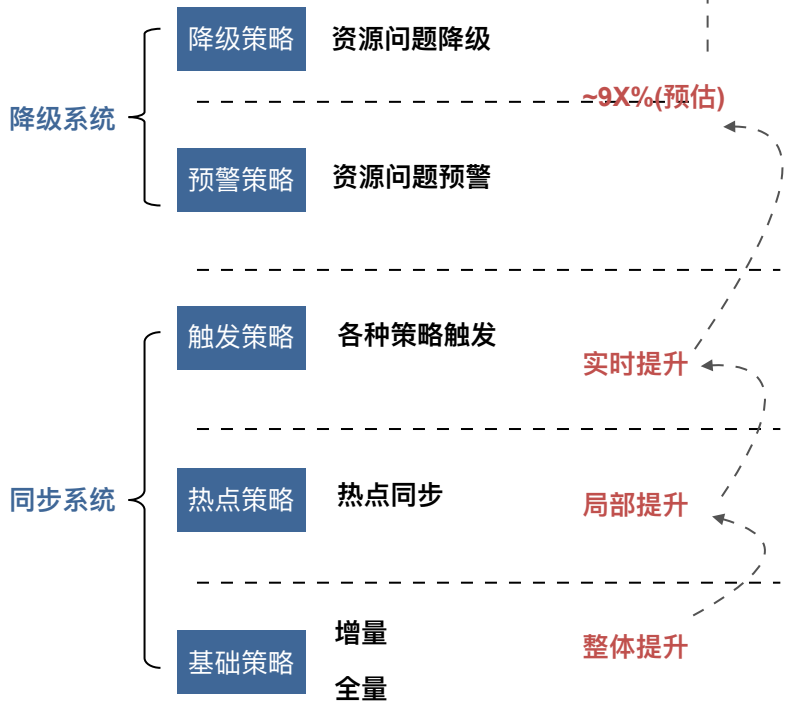 降级策略 资源问题降级
~9X%(预估)
降级系统
预警策略 资源问题预警
触发策略 各种策略触发
实时提升
同步系统
热点策略 热点同步
局部提升
增量
整体提升
基础策略
全量